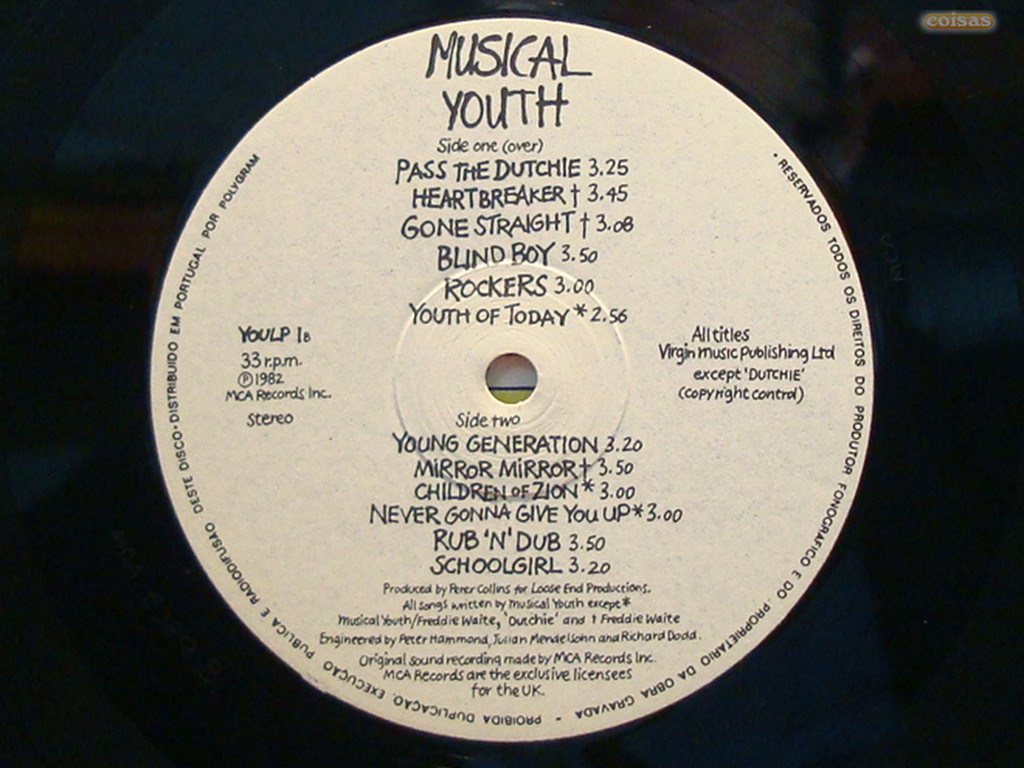 coisas
MUSICAL
YOUTH
Side one (over)
PASS THE DUTCHIE 3.25
HEARTBREAKER † 3.45
GONE STRAIGHT † 3.08
BLIND BOY 3.50
ROCKERS 3.00
YOUTH OF TODAY * 2.56
YOULP 1B
33 r.p.m.
Ⓟ1982
MCA Records Inc.
Stereo
All titles
Virgin Music Publishing Ltd
except 'DUTCHIE'
(copyright control)
Side two
YOUNG GENERATION 3.20
MIRROR MIRROR † 3.50
CHILDREN OF ZION * 3.00
NEVER GONNA GIVE YOU UP * 3.00
RUB 'N' DUB 3.50
SCHOOLGIRL 3.20
Produced by Peter Collins for Loose End Productions.
All songs written by Musical Youth except *
Musical Youth/Freddie Waite, 'Dutchie' and † Freddie Waite
Engineered by Peter Hammond, Julian Mendelsohn and Richard Dodd.
Original sound recording made by MCA Records Inc.
MCA Records are the exclusive licensees
for the UK.
• RESERVADOS TODOS OS DIREITOS DO PRODUTOR FONOGRAFICO E DO PROPRIETARIO DA OBRA GRAVADA - PROIBIDA DUPLICAÇAO, EXECUÇAO PUBLICA E RADIODIFUSAO DESTE DISCO • DISTRIBUIDO EM PORTUGAL POR POLYGRAM